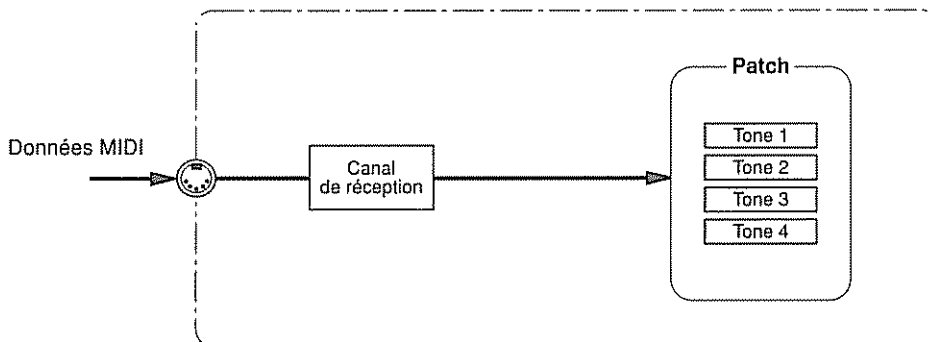 Patch
Tone 1
Tone 2
Tone 3
Tone 4
Données MIDI
Canal
de réception